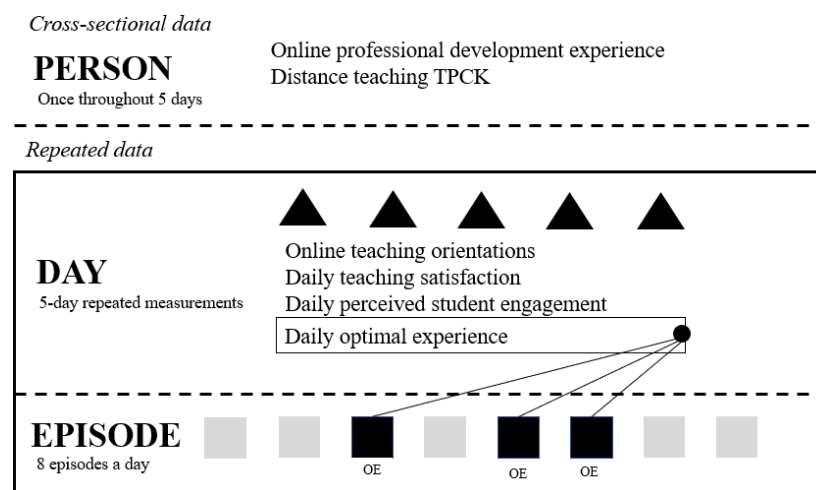 Cross-sectional data
PERSON
Once throughout 5 days
Online professional development experience
Distance teaching TPCK
Repeated data
DAY
5-day repeated measurements
Online teaching orientations
Daily teaching satisfaction
Daily perceived student engagement
Daily optimal experience
EPISODE
8 episodes a day
OE
OE
OE